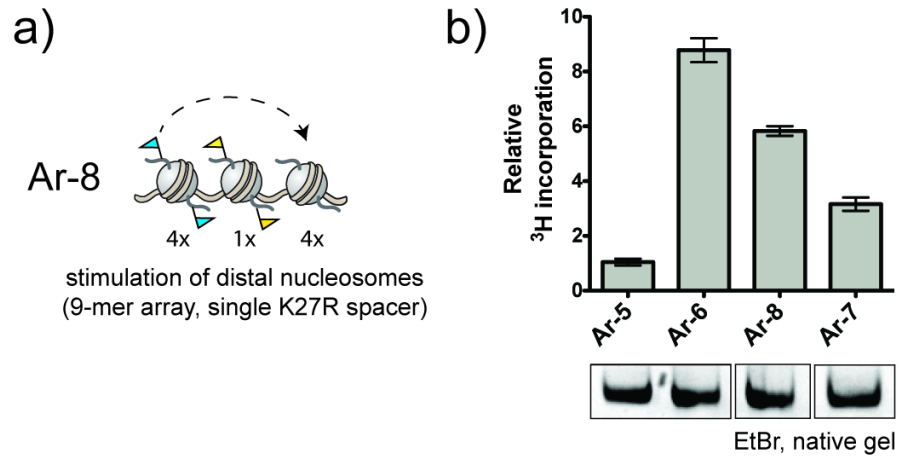 a)
Ar-8
4x 1x 4x
stimulation of distal nucleosomes
(9-mer array, single K27R spacer)
b)
Relative
³H incorporation
10
8
6
4
2
0
Ar-5 Ar-6 Ar-8 Ar-7
EtBr, native gel